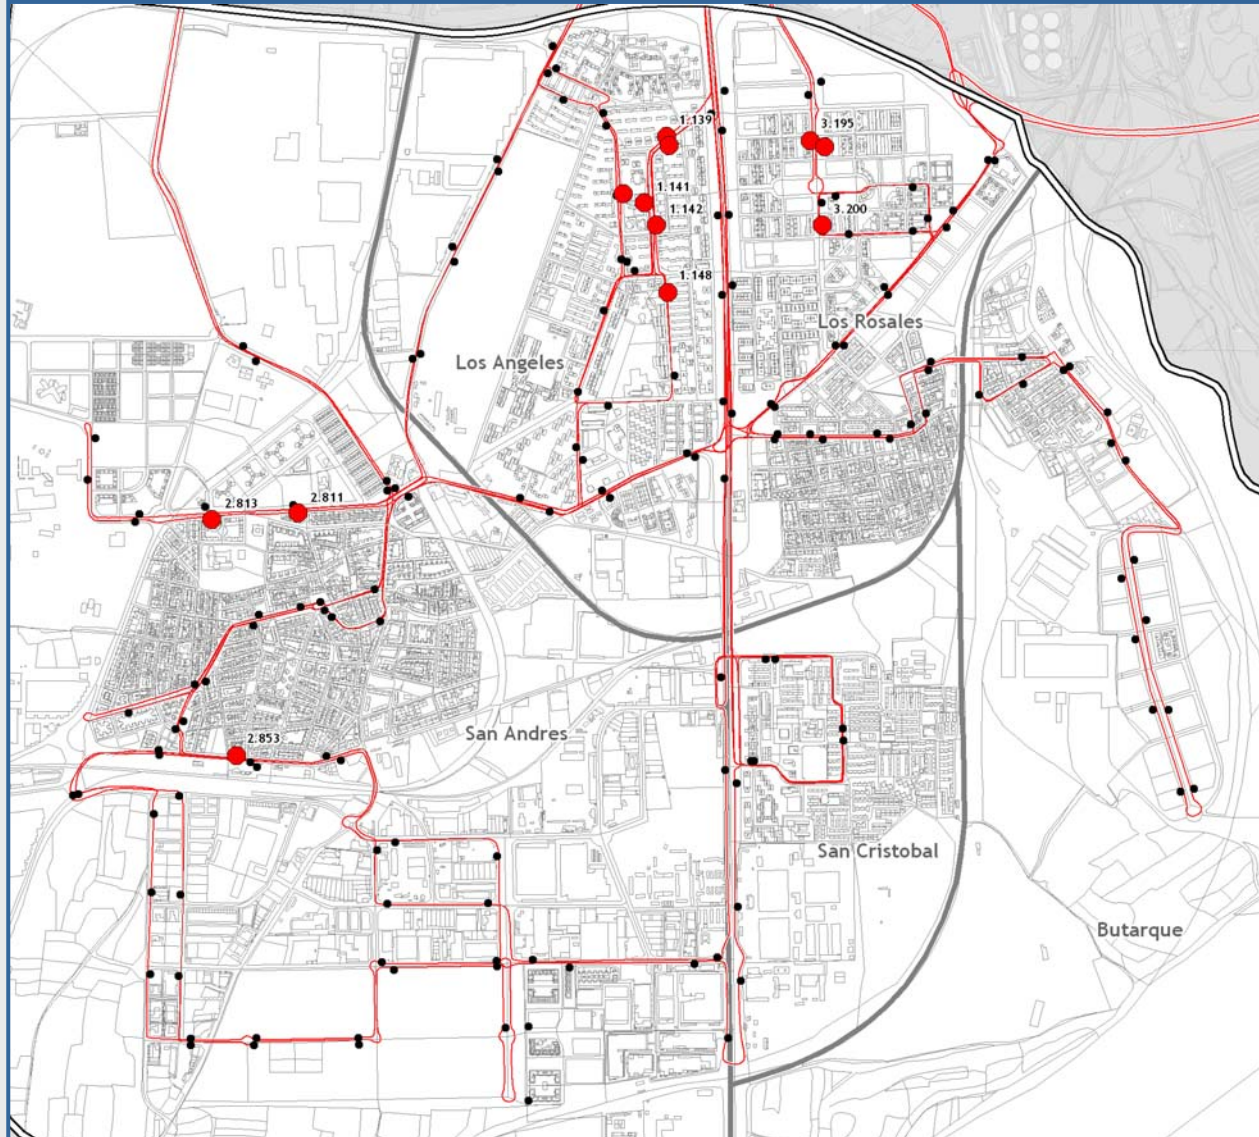 1.139
3.195
1.141
3.200
1.142
1.148
Los Rosales
Los Angeles
2.811
2.813
San Andres
2.853
San Cristobal
Butarque